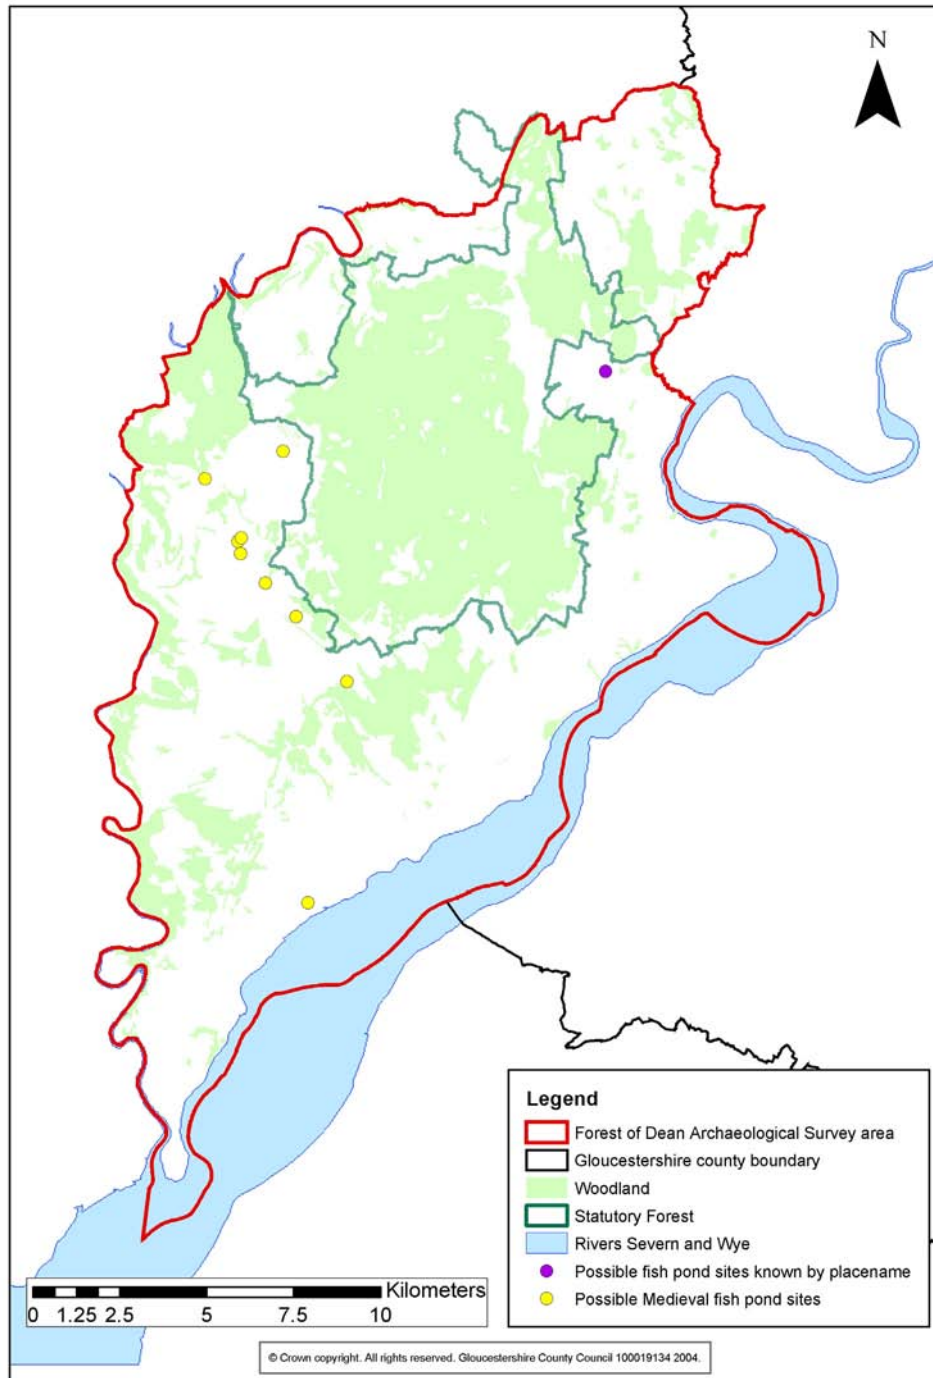 N
Legend
Forest of Dean Archaeological Survey area
Gloucestershire county boundary
Woodland
Statutory Forest
Rivers Severn and Wye
Possible fish pond sites known by placename
Possible Medieval fish pond sites
Kilometers
0 1.25 2.5 5 7.5 10
© Crown copyright. All rights reserved. Gloucestershire County Council 100019134 2004.